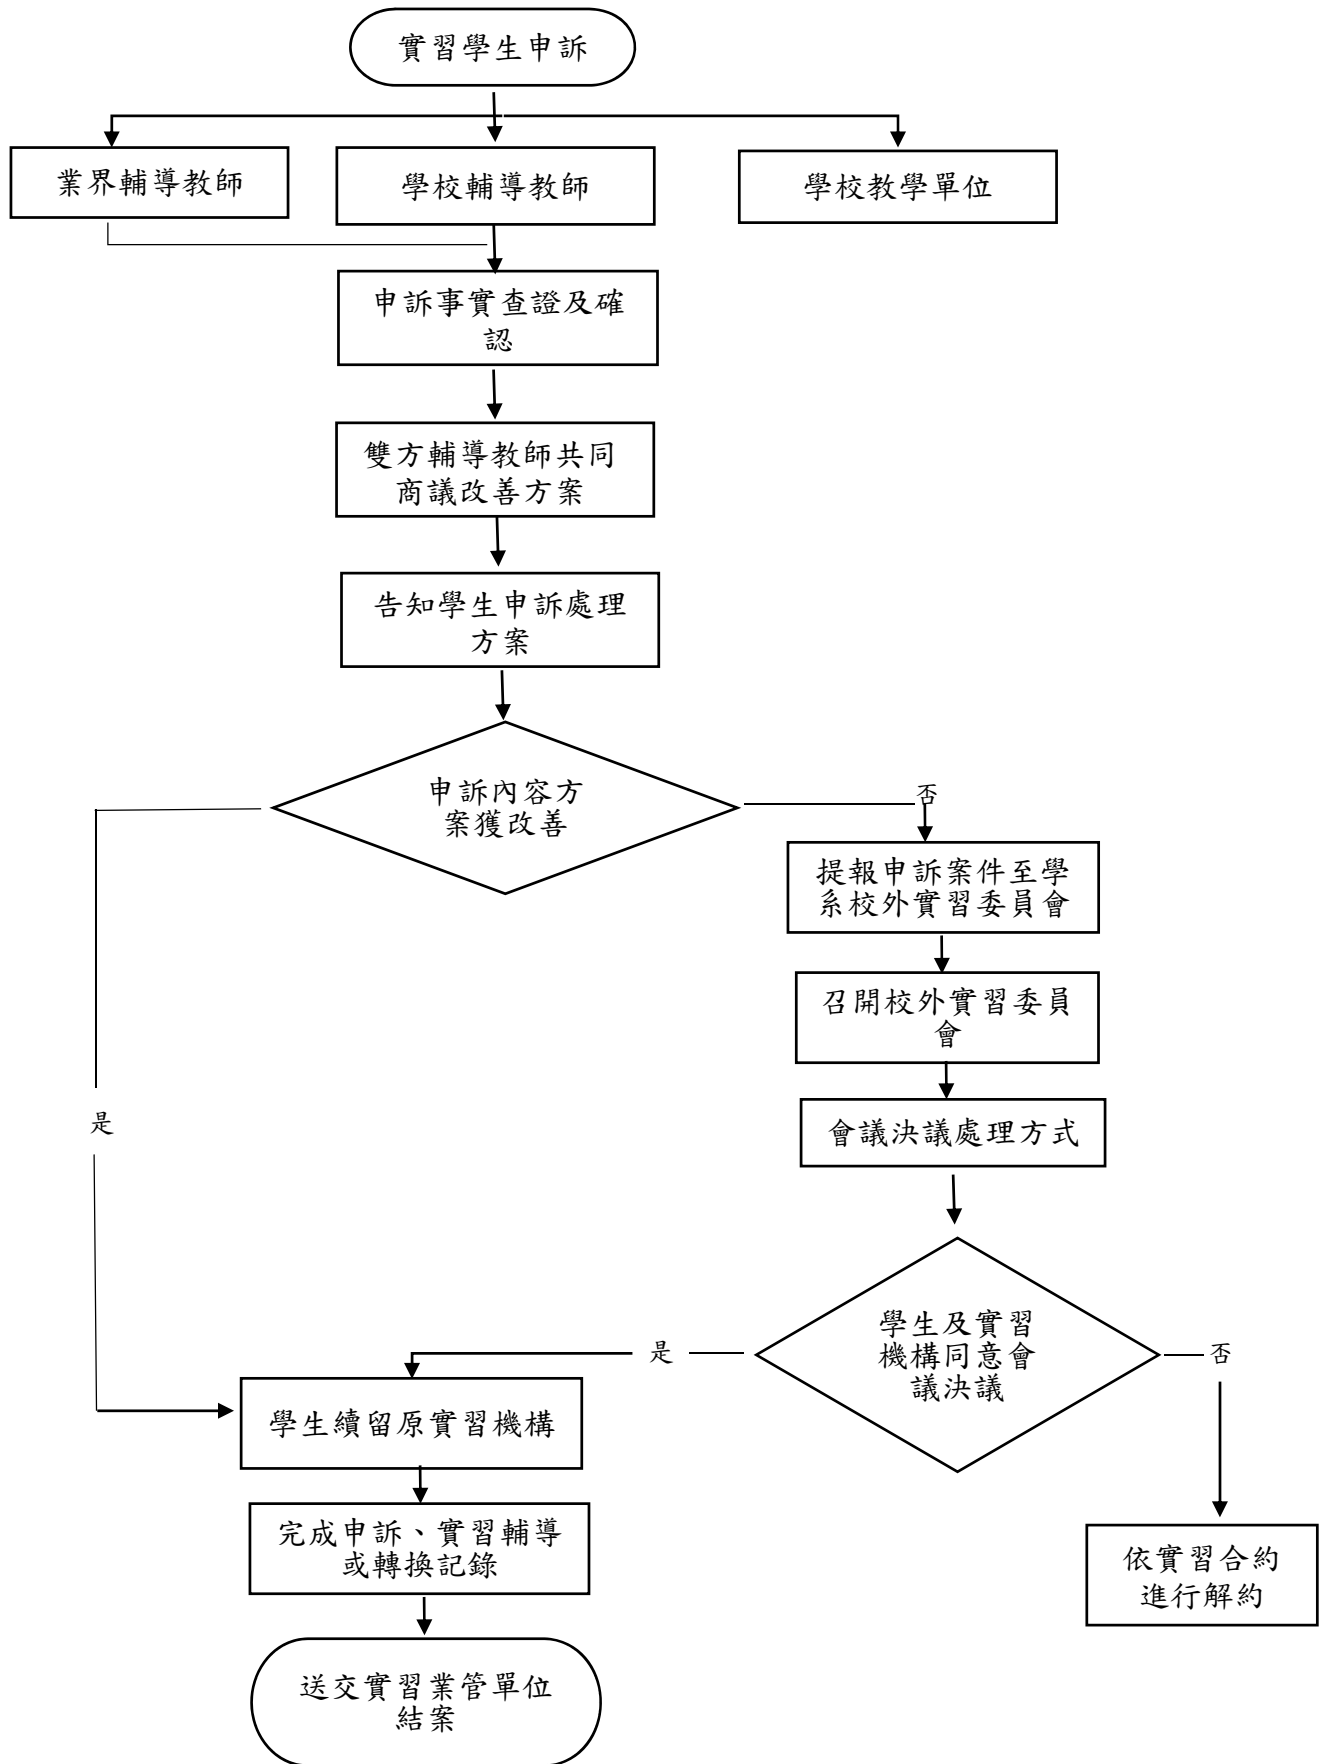 實習學生申訴
業界輔導教師
學校輔導教師
學校教學單位
申訴事實查證及確
認
雙方輔導教師共同
商議改善方案
告知學生申訴處理
方案
申訴內容方
案獲改善
否
提報申訴案件至學
系校外實習委員會
召開校外實習委員
會
是
會議決議處理方式
學生及實習
機構同意會
議決議
是
否
學生續留原實習機構
完成申訴、實習輔導
或轉換記錄
依實習合約
進行解約
送交實習業管單位
結案